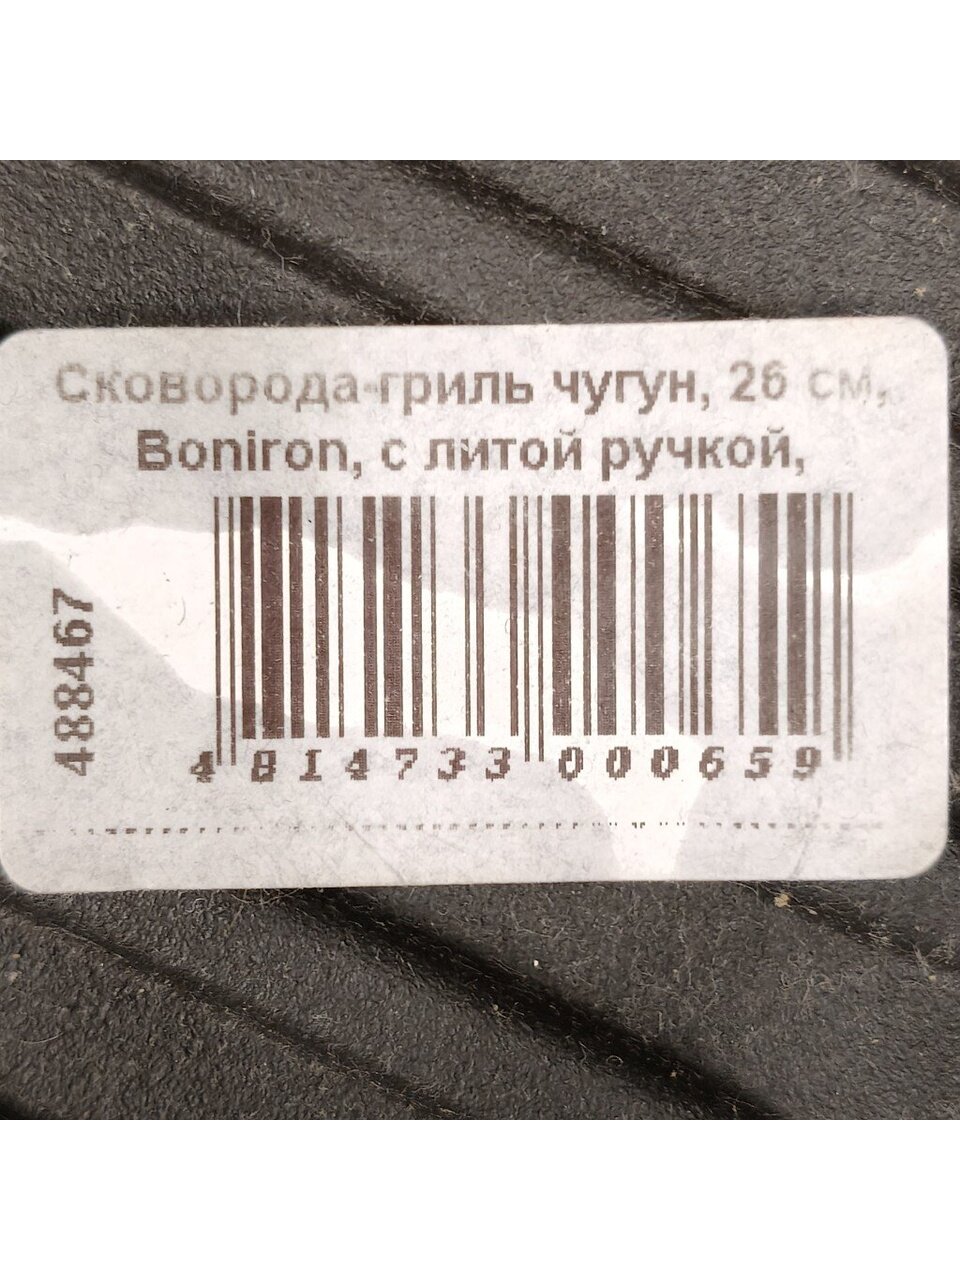 Сковорода-гриль чугун, 26 см,
Boniron, с литой ручкой,
488467
4 814733 000659